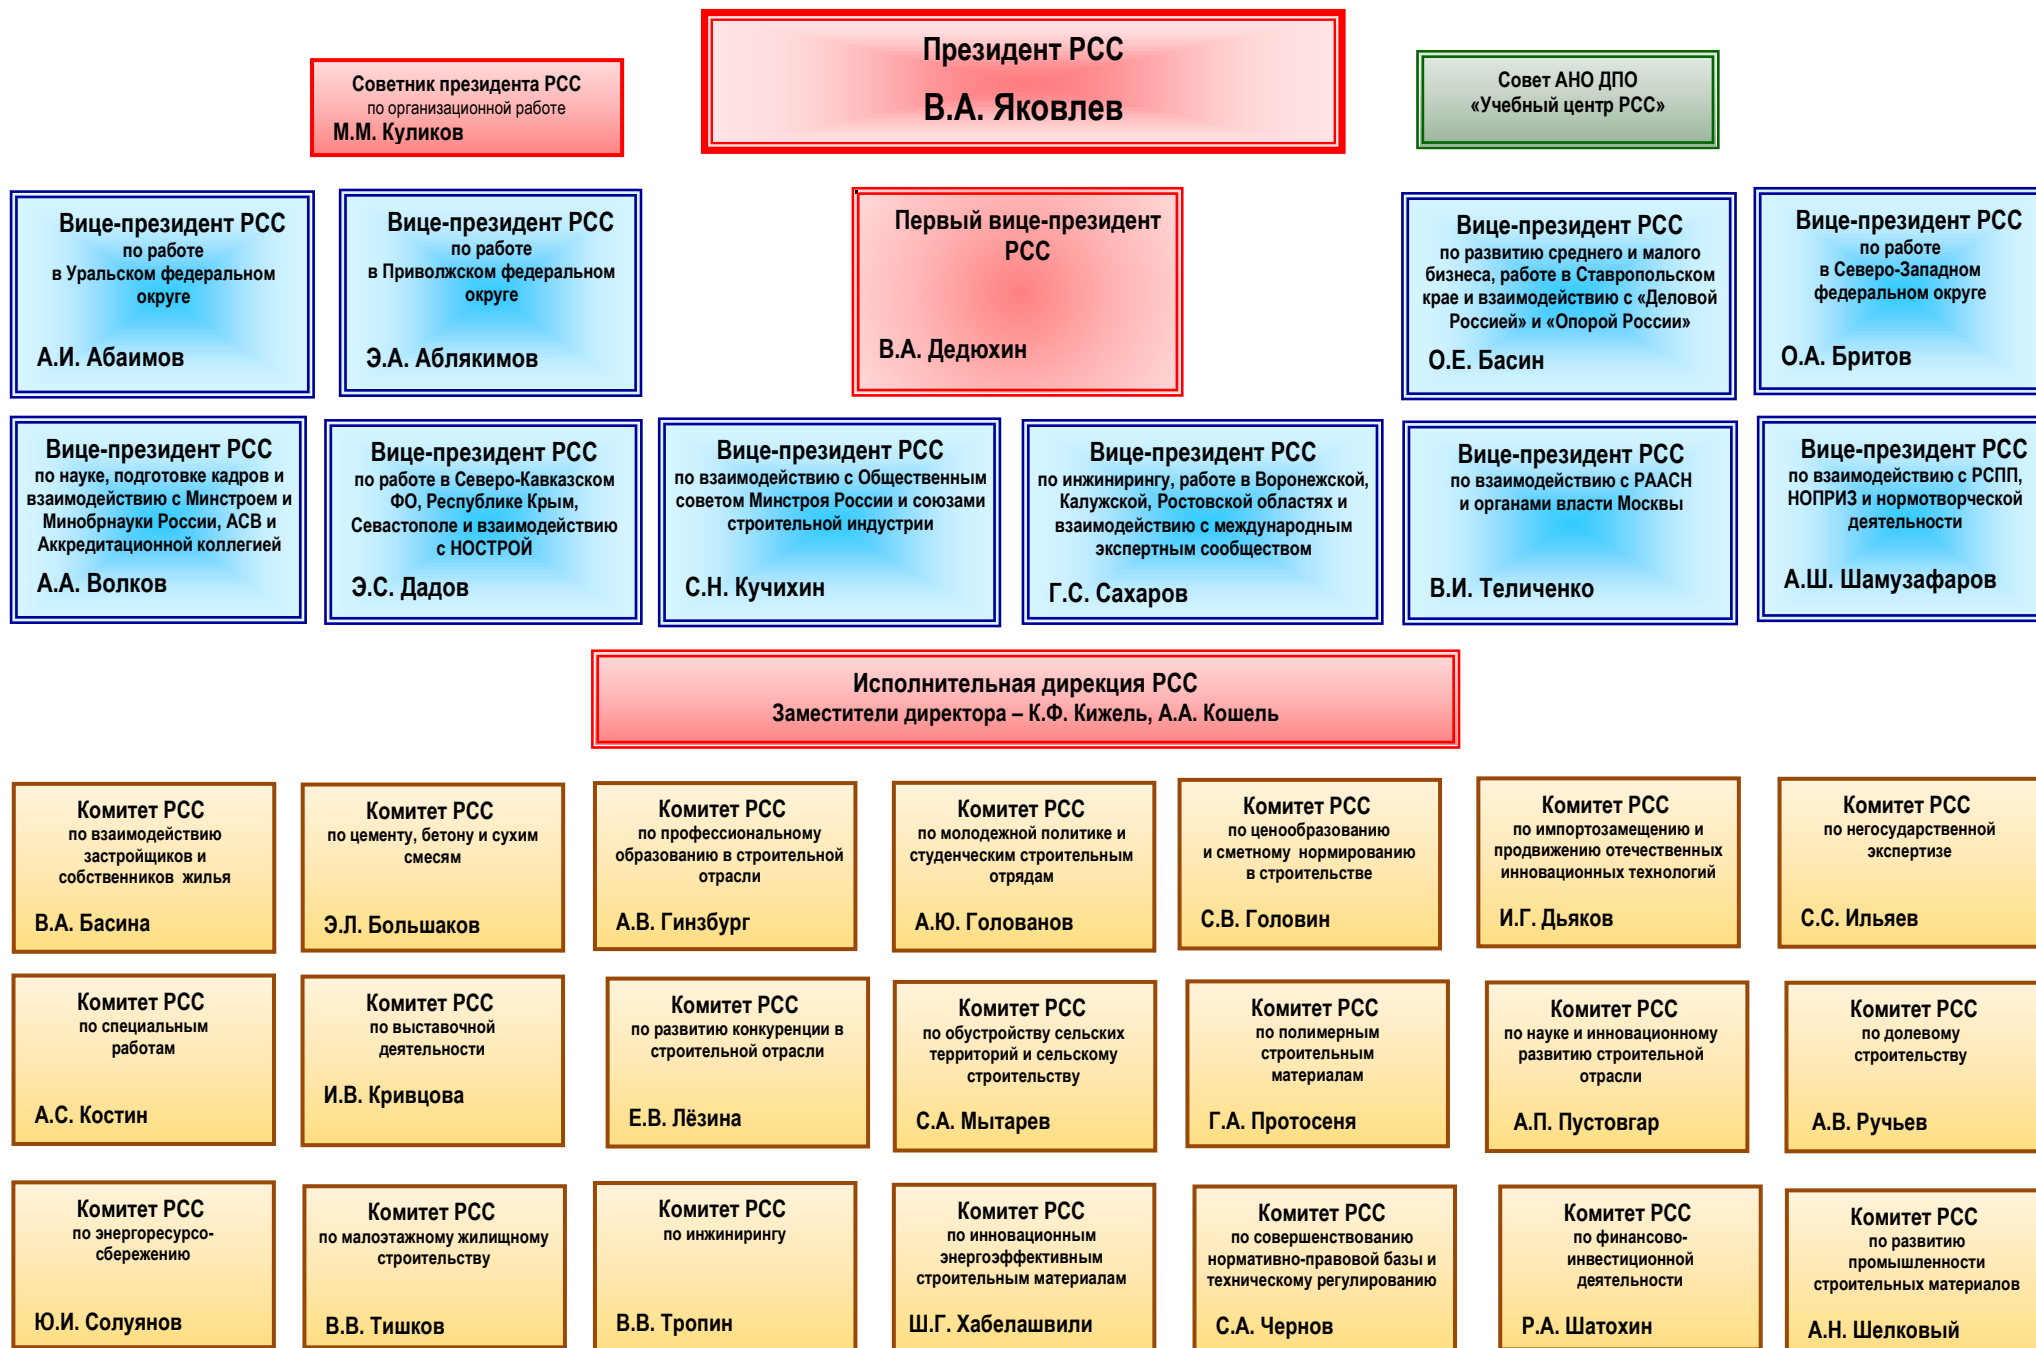 Президент РСС
В.А. Яковлев
Советник президента РСС
по организационной работе
М.М. Куликов
Совет АНО ДПО
«Учебный центр РСС»
Вице-президент РСС
по работе
в Уральском федеральном
округе
А.И. Абаимов
Вице-президент РСС
по работе
в Приволжском федеральном
округе
Э.А. Аблякимов
Первый вице-президент
РСС
В.А. Дедюхин
Вице-президент РСС
по развитию среднего и малого
бизнеса, работе в Ставропольском
крае и взаимодействию с «Деловой
Россией» и «Опорой России»
О.Е. Басин
Вице-президент РСС
по работе
в Северо-Западном
федеральном округе
О.А. Бритов
Вице-президент РСС
по науке, подготовке кадров и
взаимодействию с Минстроем и
Минобрнауки России, АСВ и
Аккредитационной коллегией
А.А. Волков
Вице-президент РСС
по работе в Северо-Кавказском
ФО, Республике Крым,
Севастополе и взаимодействию
с НОСТРОЙ
Э.С. Дадов
Вице-президент РСС
по взаимодействию с Общественным
советом Минстроя России и союзами
строительной индустрии
С.Н. Кучихин
Вице-президент РСС
по инжинирингу, работе в Воронежской,
Калужской, Ростовской областях и
взаимодействию с международным
экспертным сообществом
Г.С. Сахаров
Вице-президент РСС
по взаимодействию с РААСН
и органами власти Москвы
В.И. Теличенко
Вице-президент РСС
по взаимодействию с РСПП,
НОПРИЗ и нормотворческой
деятельности
А.Ш. Шамузафаров
Исполнительная дирекция РСС
Заместители директора – К.Ф. Кижель, А.А. Кошель
Комитет РСС
по взаимодействию
застройщиков и
собственников жилья
В.А. Басина
Комитет РСС
по цементу, бетону и сухим
смесям
Э.Л. Большаков
Комитет РСС
по профессиональному
образованию в строительной
отрасли
А.В. Гинзбург
Комитет РСС
по молодежной политике и
студенческим строительным
отрядам
А.Ю. Голованов
Комитет РСС
по ценообразованию
и сметному нормированию
в строительстве
С.В. Головин
Комитет РСС
по импортозамещению и
продвижению отечественных
инновационных технологий
И.Г. Дьяков
Комитет РСС
по негосударственной
экспертизе
С.С. Ильяев
Комитет РСС
по специальным
работам
А.С. Костин
Комитет РСС
по выставочной
деятельности
И.В. Кривцова
Комитет РСС
по развитию конкуренции в
строительной отрасли
Е.В. Лёзина
Комитет РСС
по обустройству сельских
территорий и сельскому
строительству
С.А. Мытарев
Комитет РСС
по полимерным
строительным
материалам
Г.А. Протосеня
Комитет РСС
по науке и инновационному
развитию строительной
отрасли
А.П. Пустовгар
Комитет РСС
по долевому
строительству
А.В. Ручьев
Комитет РСС
по энергоресурсо-
сбережению
Ю.И. Солуянов
Комитет РСС
по малоэтажному жилищному
строительству
В.В. Тишков
Комитет РСС
по инжинирингу
В.В. Тропин
Комитет РСС
по инновационным
энергоэффективным
строительным материалам
Ш.Г. Хабелашвили
Комитет РСС
по совершенствованию
нормативно-правовой базы и
техническому регулированию
С.А. Чернов
Комитет РСС
по финансово-
инвестиционной
деятельности
Р.А. Шатохин
Комитет РСС
по развитию
промышленности
строительных материалов
А.Н. Шелковый